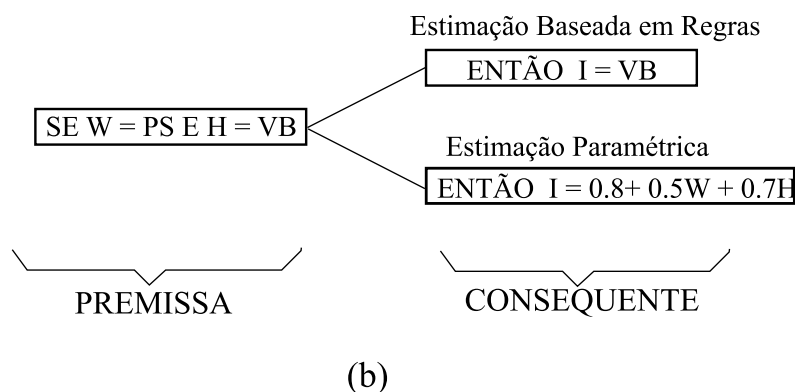 Estimação Baseada em Regras
ENTÃO I = VB
SE W = PS E H = VB
Estimação Paramétrica
ENTÃO I = 0.8+ 0.5W + 0.7H
PREMISSA
CONSEQUENTE
(b)